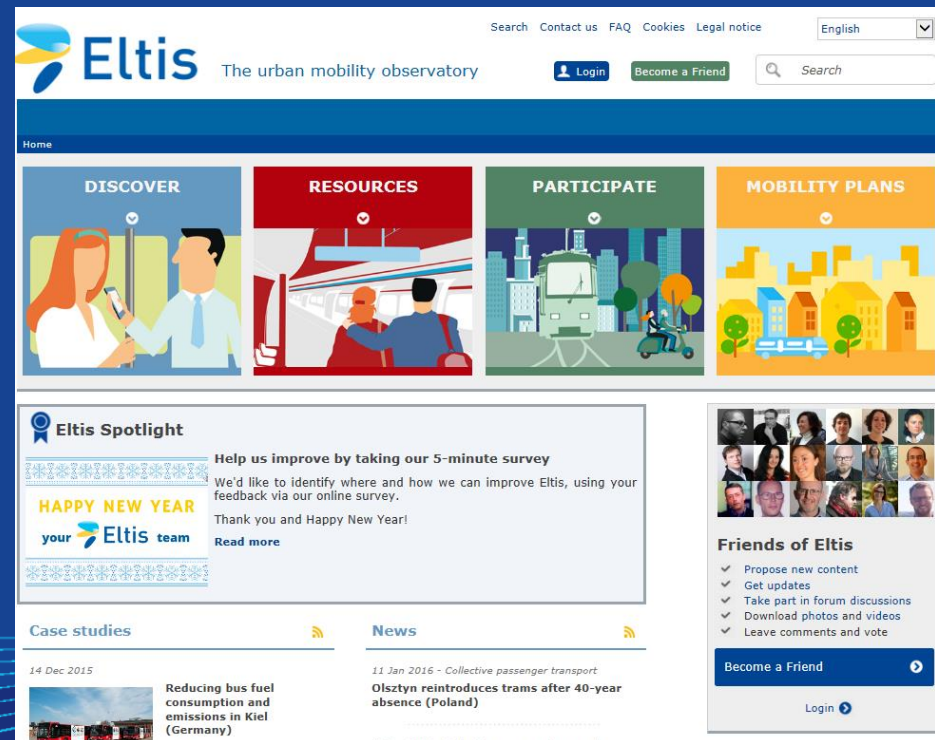 Search Contact us FAQ Cookies Legal notice
English
Eltis
The urban mobility observatory
Login
Become a Friend
Search
Home
DISCOVER
RESOURCES
PARTICIPATE
MOBILITY PLANS
Eltis Spotlight
HAPPY NEW YEAR
your Eltis team
Help us improve by taking our 5-minute survey
We'd like to identify where and how we can improve Eltis, using your
feedback via our online survey.
Thank you and Happy New Year!
Read more
Case studies
14 Dec 2015
Reducing bus fuel
consumption and
emissions in Kiel
(Germany)
News
11 Jan 2016 - Collective passenger transport
Olsztyn reintroduces trams after 40-year
absence (Poland)
Friends of Eltis
Propose new content
Get updates
Take part in forum discussions
Download photos and videos
Leave comments and vote
Become a Friend
Login